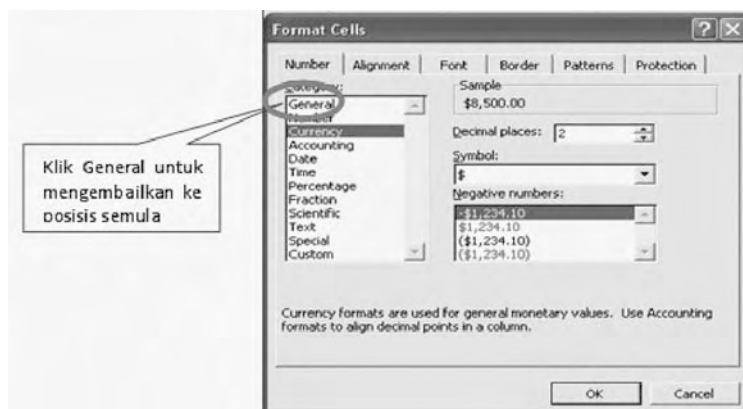 Format Cells
Number
Alignment
Font
Border
Patterns
Protection
Category:
General
Number
Currency
Accounting
Date
Time
Percentage
Fraction
Scientific
Text
Special
Custom
Sample
$8,500.00
Decimal places: 2
Symbol:
$
Negative numbers:
-$1,234.10
$1,234.10
($1,234.10)
($1,234.10)
Klik General untuk
mengembailkan ke
posisis semula
Currency formats are used for general monetary values. Use Accounting
formats to align decimal points in a column.
OK
Cancel